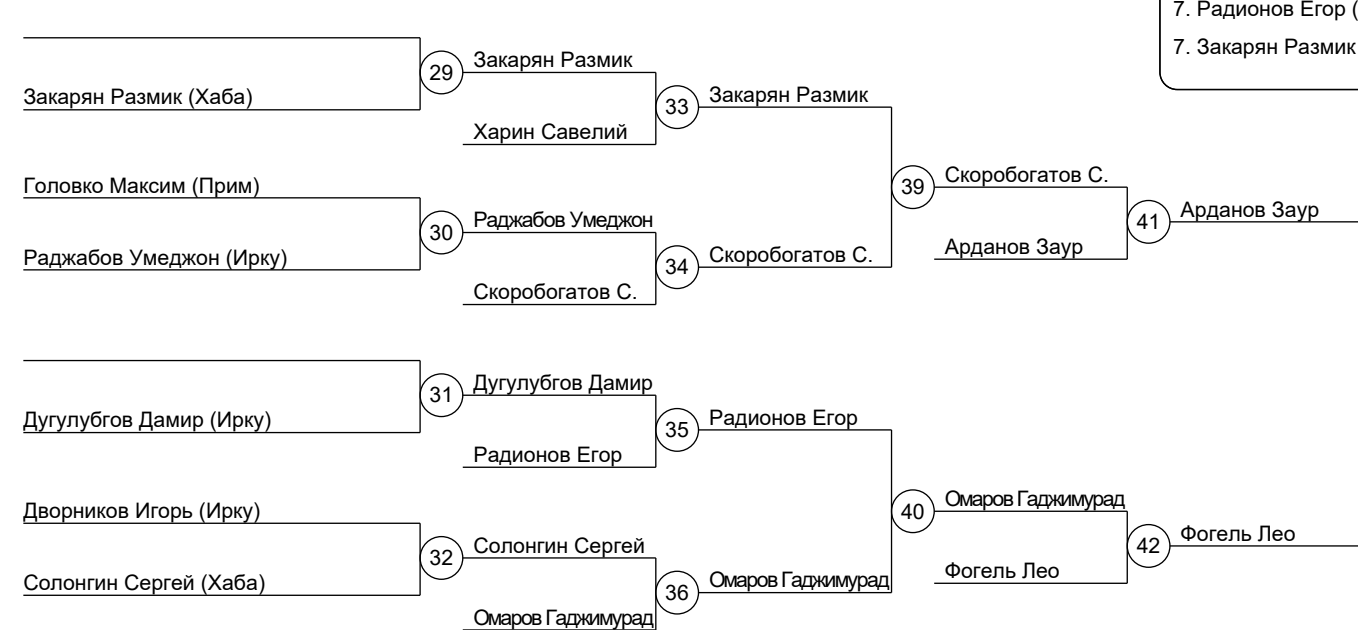 7. Радионов Егор (
7. Закарян Размик
29
Закарян Размик
Закарян Размик (Хаба)
33
Закарян Размик
Харин Савелий
Головко Максим (Прим)
39
Скоробогатов С.
30
Раджабов Умеджон
41
Арданов Заур
Раджабов Умеджон (Ирку)
34
Скоробогатов С.
Арданов Заур
Скоробогатов С.
31
Дугулубгов Дамир
Дугулубгов Дамир (Ирку)
35
Радионов Егор
Радионов Егор
Дворников Игорь (Ирку)
40
Омаров Гаджимурад
32
Солонгин Сергей
42
Фогель Лео
Солонгин Сергей (Хаба)
36
Омаров Гаджимурад
Фогель Лео
Омаров Гаджимурад